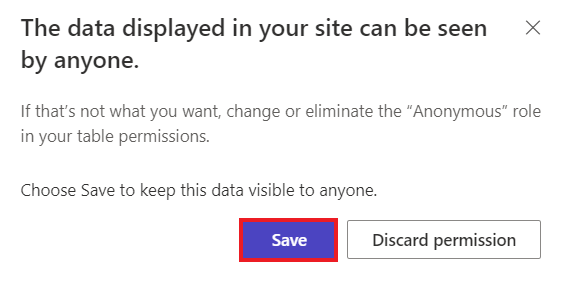 The data displayed in your site can be seen
by anyone.
If that’s not what you want, change or eliminate the “Anonymous” role
in your table permissions.
Choose Save to keep this data visible to anyone.
Save
Discard permission